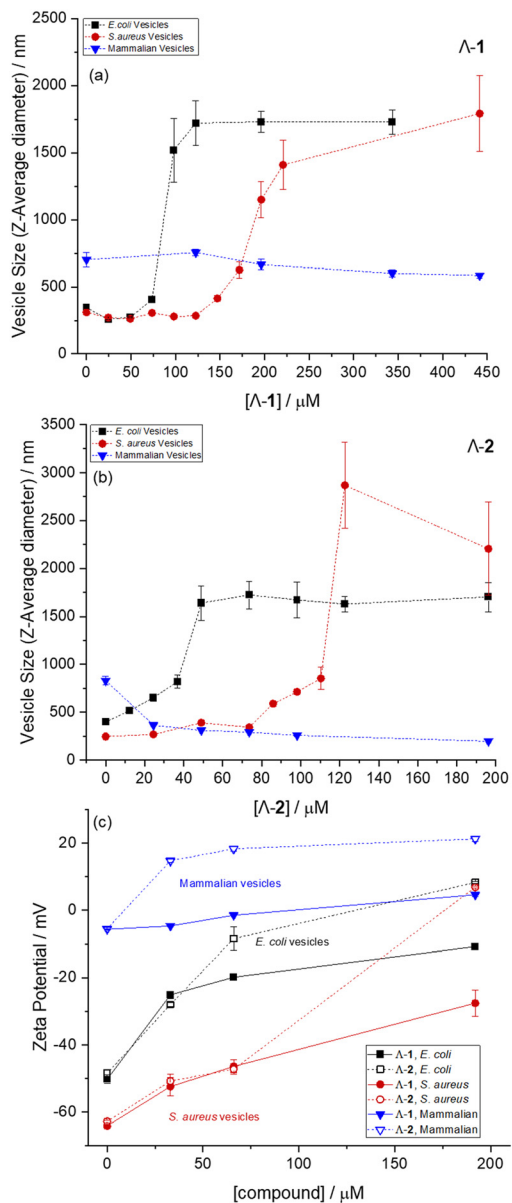 E.coli Vesicles
S.aureus Vesicles
Mammalian Vesicles
Λ-1
(a)
2500
2000
1750
1500
1250
1000
750
500
250
0
Vesicle Size (Z-Average diameter) / nm
0 50 100 150 200 250 300 350 400 450
[Λ-1] / μM
E. coli Vesicles
S. aureus Vesicles
Mammalian Vesicles
Λ-2
(b)
3500
3000
2500
2000
1500
1000
500
0
Vesicle Size (Z-Average diameter) / nm
0 20 40 60 80 100 120 140 160 180 200
[Λ-2] / μM
(c)
20
0
-20
-40
-60
Zeta Potential / mV
Mammalian vesicles
E. coli vesicles
S. aureus vesicles
Λ-1, E. coli
Λ-2, E. coli
Λ-1, S. aureus
Λ-2, S. aureus
Λ-1, Mammalian
Λ-2, Mammalian
0 50 100 150 200
[compound] / μM